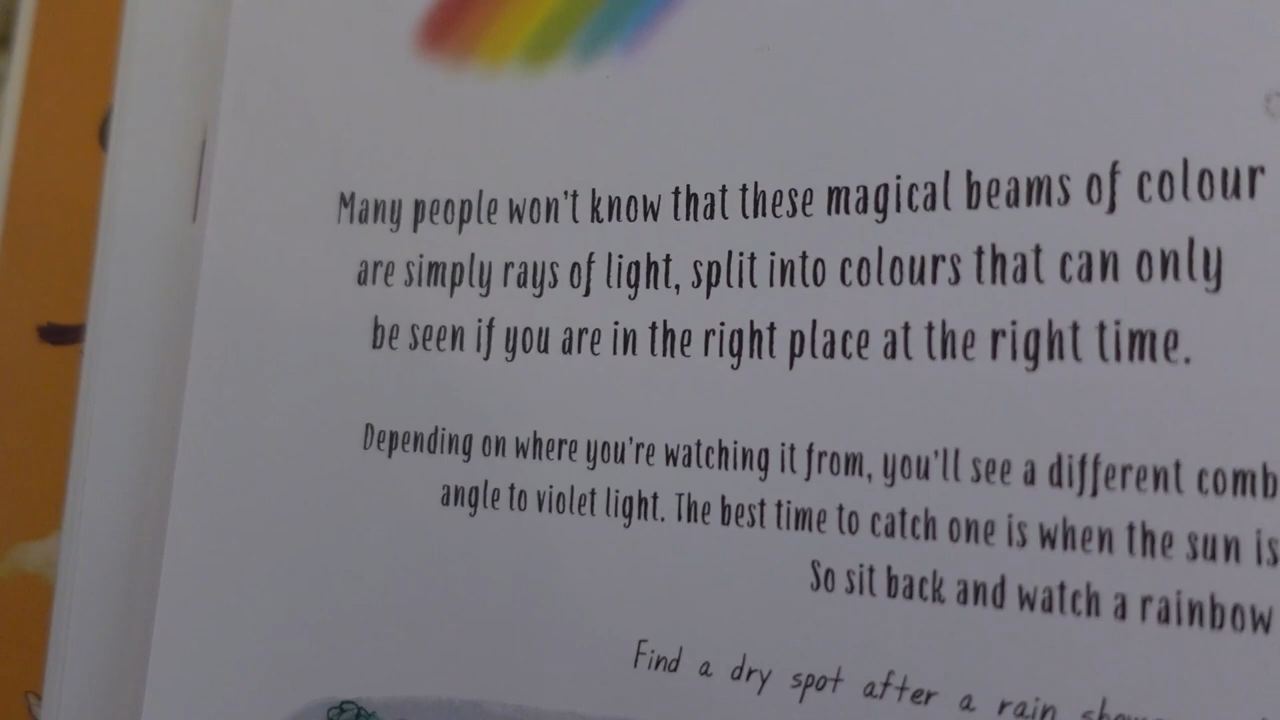 Many people won't know that these magical beams of colour
are simply rays of light, split into colours that can only
be seen if you are in the right place at the right time.
Depending on where you're watching it from, you'll see a different comb
angle to violet light. The best time to catch one is when the sun is
So sit back and watch a rainbow
Find a dry spot after a rain